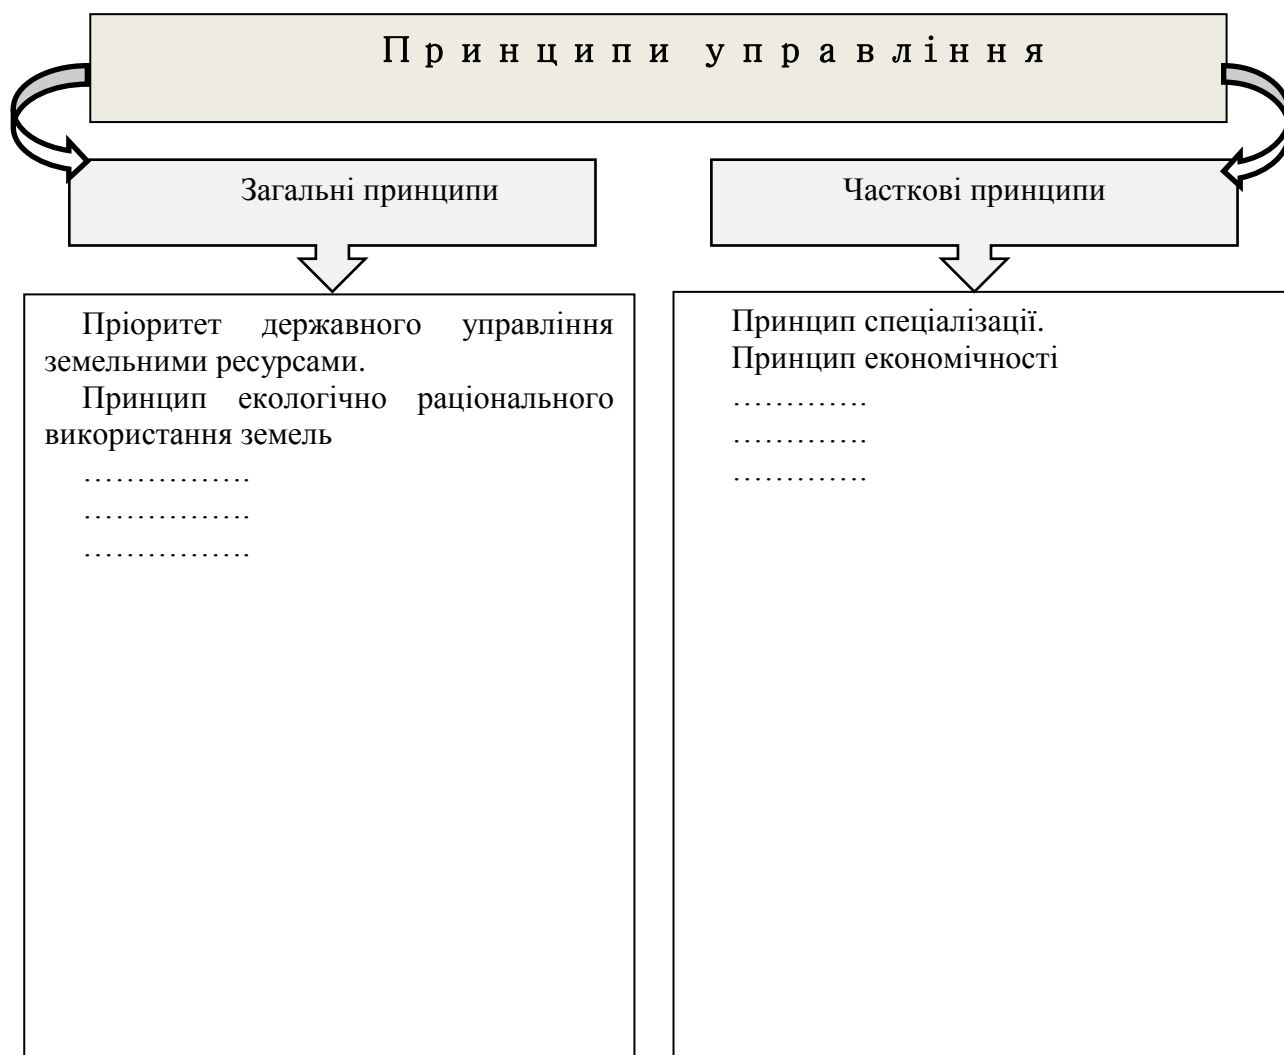 Принципи управління
Загальні принципи
Часткові принципи
Пріоритет державного управління
земельними ресурсами.
Принцип екологічно раціонального
використання земель
…………….
…………….
…………….
Принцип спеціалізації.
Принцип економічності
………….
………….
………….